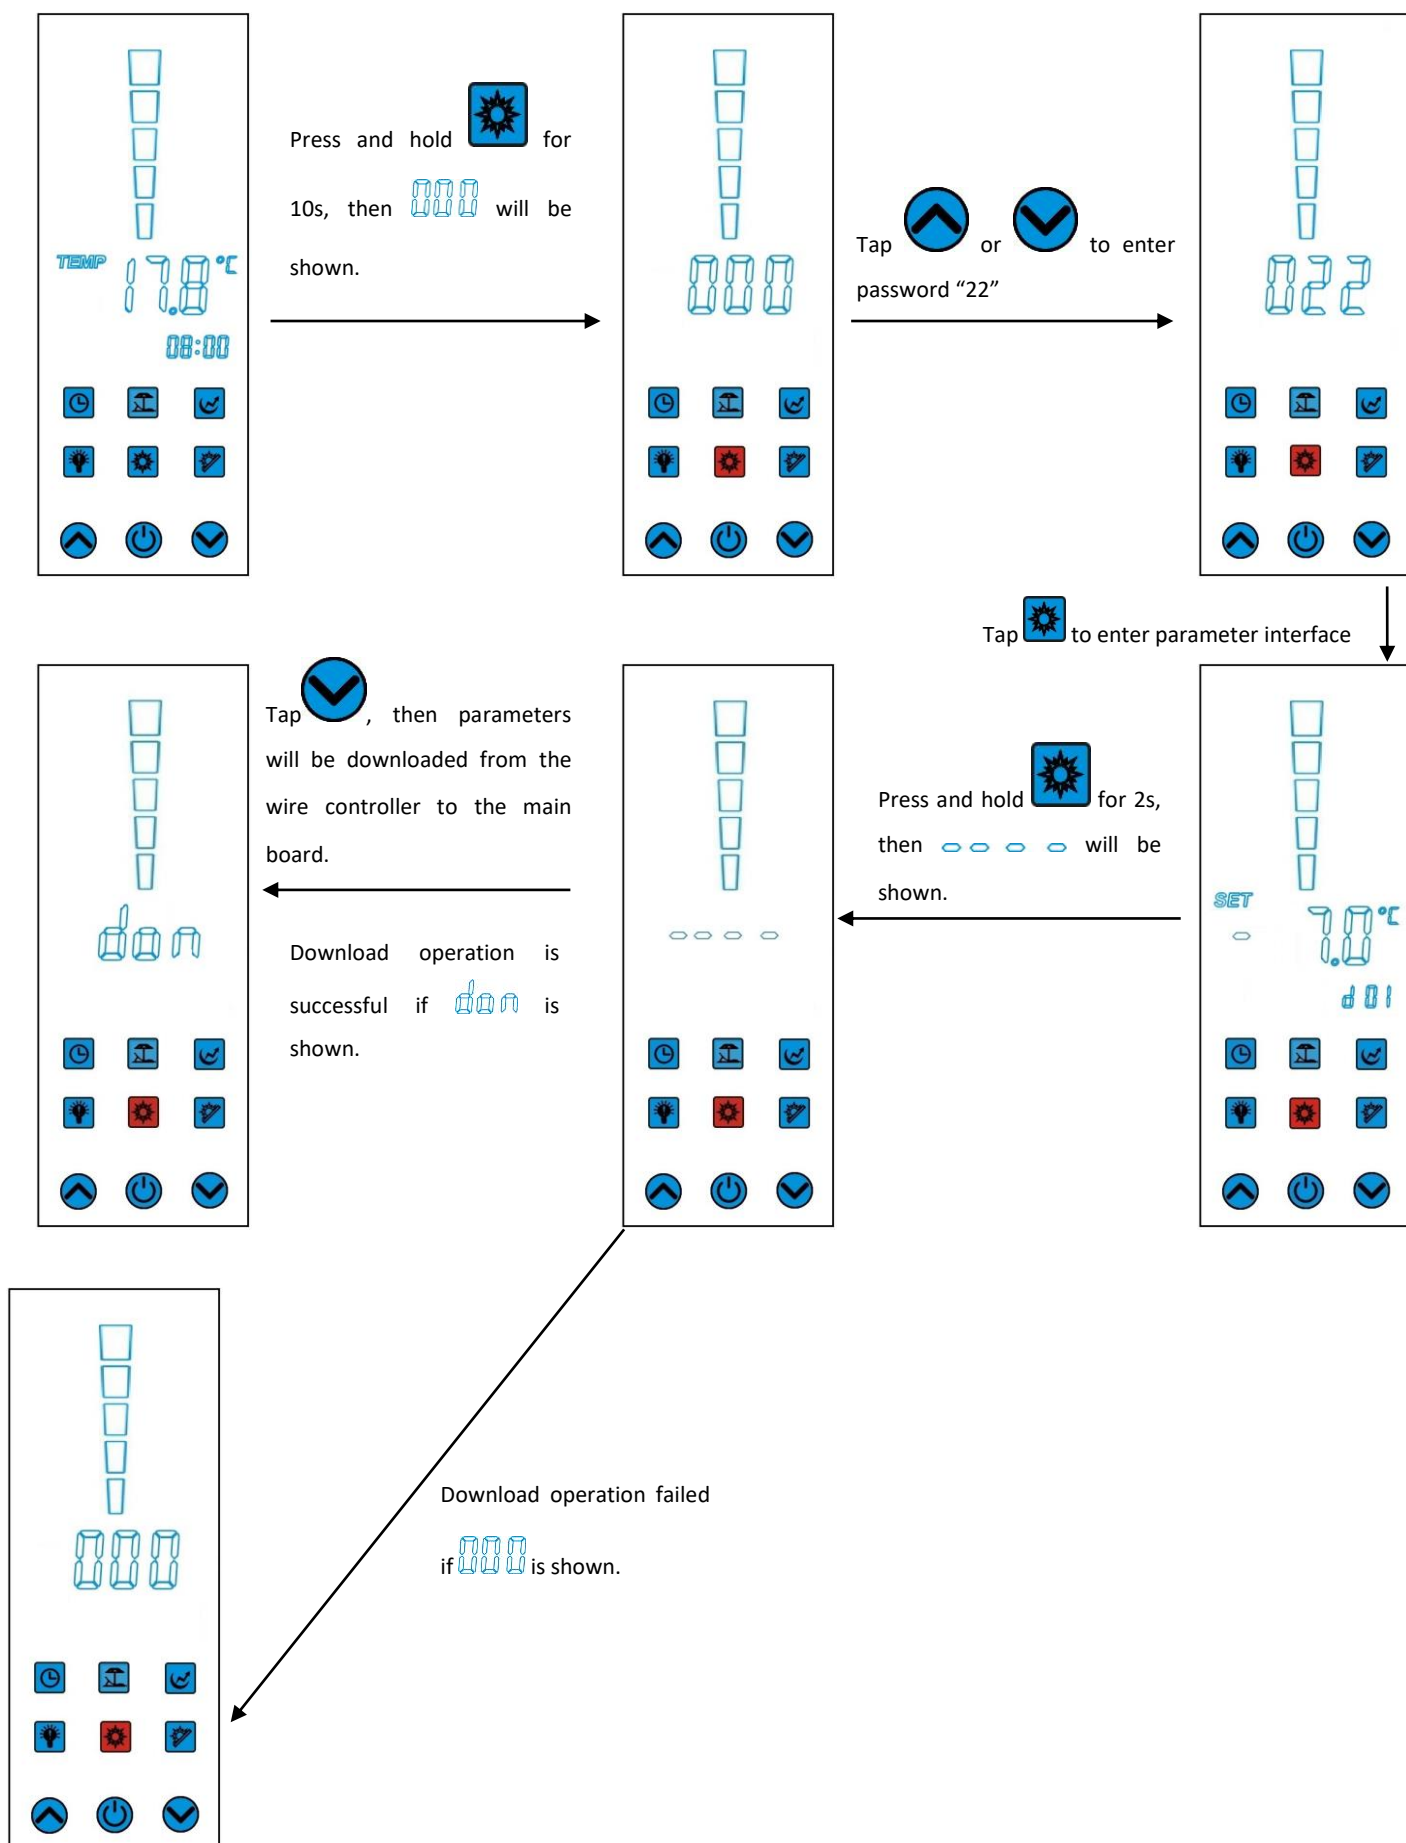 Press and hold for
10s, then 000 will be
shown.
TEMP 17.8 °C
08:00
000
Tap or to enter
password “22”
022
Tap to enter parameter interface
SET
- 7.0 °C
d01
Press and hold for 2s,
then - - - - will be
shown.
- - - -
Tap , then parameters
will be downloaded from the
wire controller to the main
board.
Download operation is
successful if don is
shown.
don
Download operation failed
if 000 is shown.
000